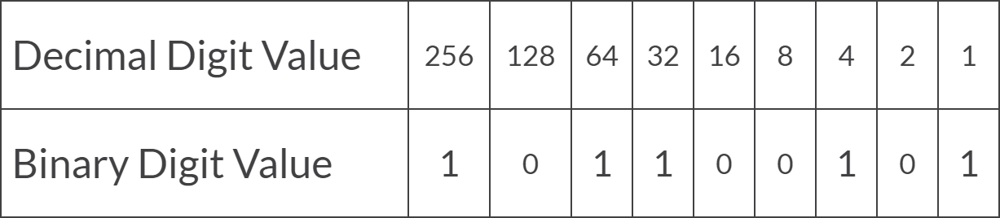 Decimal Digit Value 256 128 64 32 16 8 4 2 1
Binary Digit Value 1 0 1 1 0 0 1 0 1